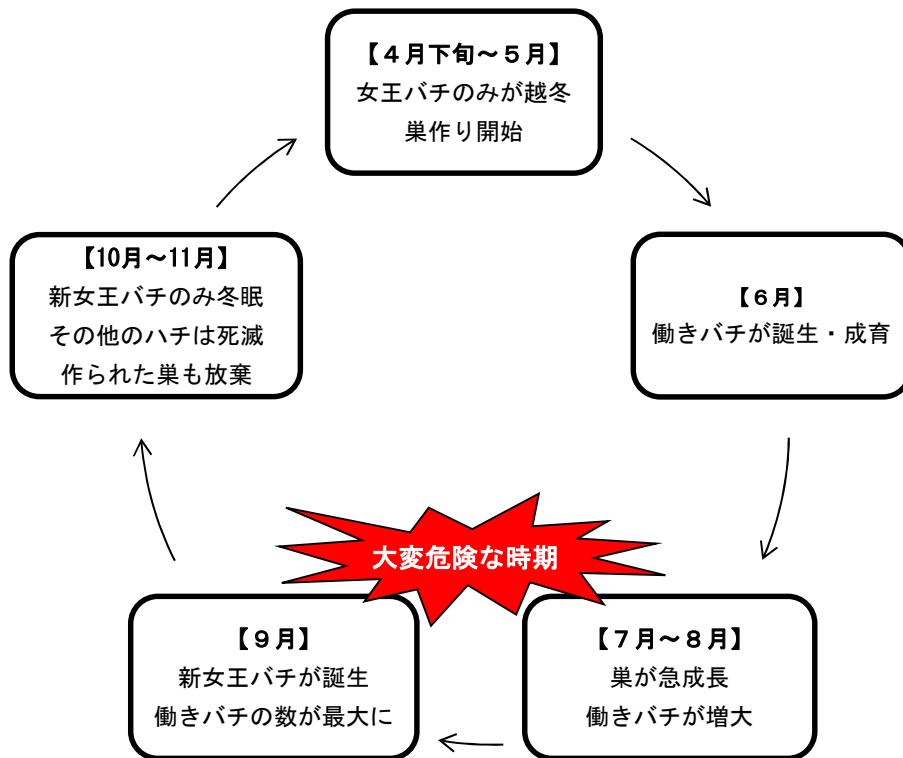 【４月下旬～５月】
女王バチのみが越冬
巣作り開始
【６月】
働きバチが誕生・成育
大変危険な時期
【７月～８月】
巣が急成長
働きバチが増大
【９月】
新女王バチが誕生
働きバチの数が最大に
【10月～11月】
新女王バチのみ冬眠
その他のハチは死滅
作られた巣も放棄